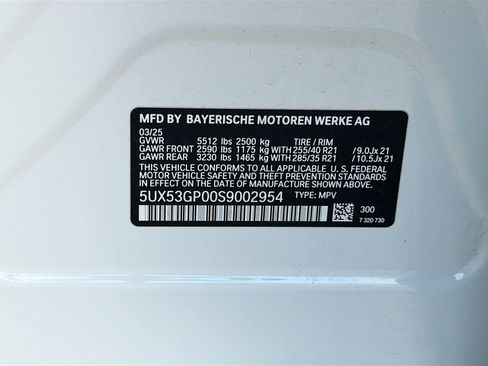 MFD BY BAYERISCHE MOTOREN WERKE AG
03/25
GVWR 5512 lbs 2500 kg TIRE / RIM
GAWR FRONT 2590 lbs 1175 kg WITH 255/40 R21 /9.0Jx 21
GAWR REAR 3230 lbs 1465 kg WITH 285/35 R21 /10.5Jx 21
THIS VEHICLE CONFORMS TO ALL APPLICABLE U. S. FEDERAL
MOTOR VEHICLE SAFETY AND THEFT PREVENTION STANDARDS
IN EFFECT ON THE DATE OF MANUFACTURE SHOWN ABOVE.
5UX53GP00S9002954 TYPE: MPV
300
7 320 730